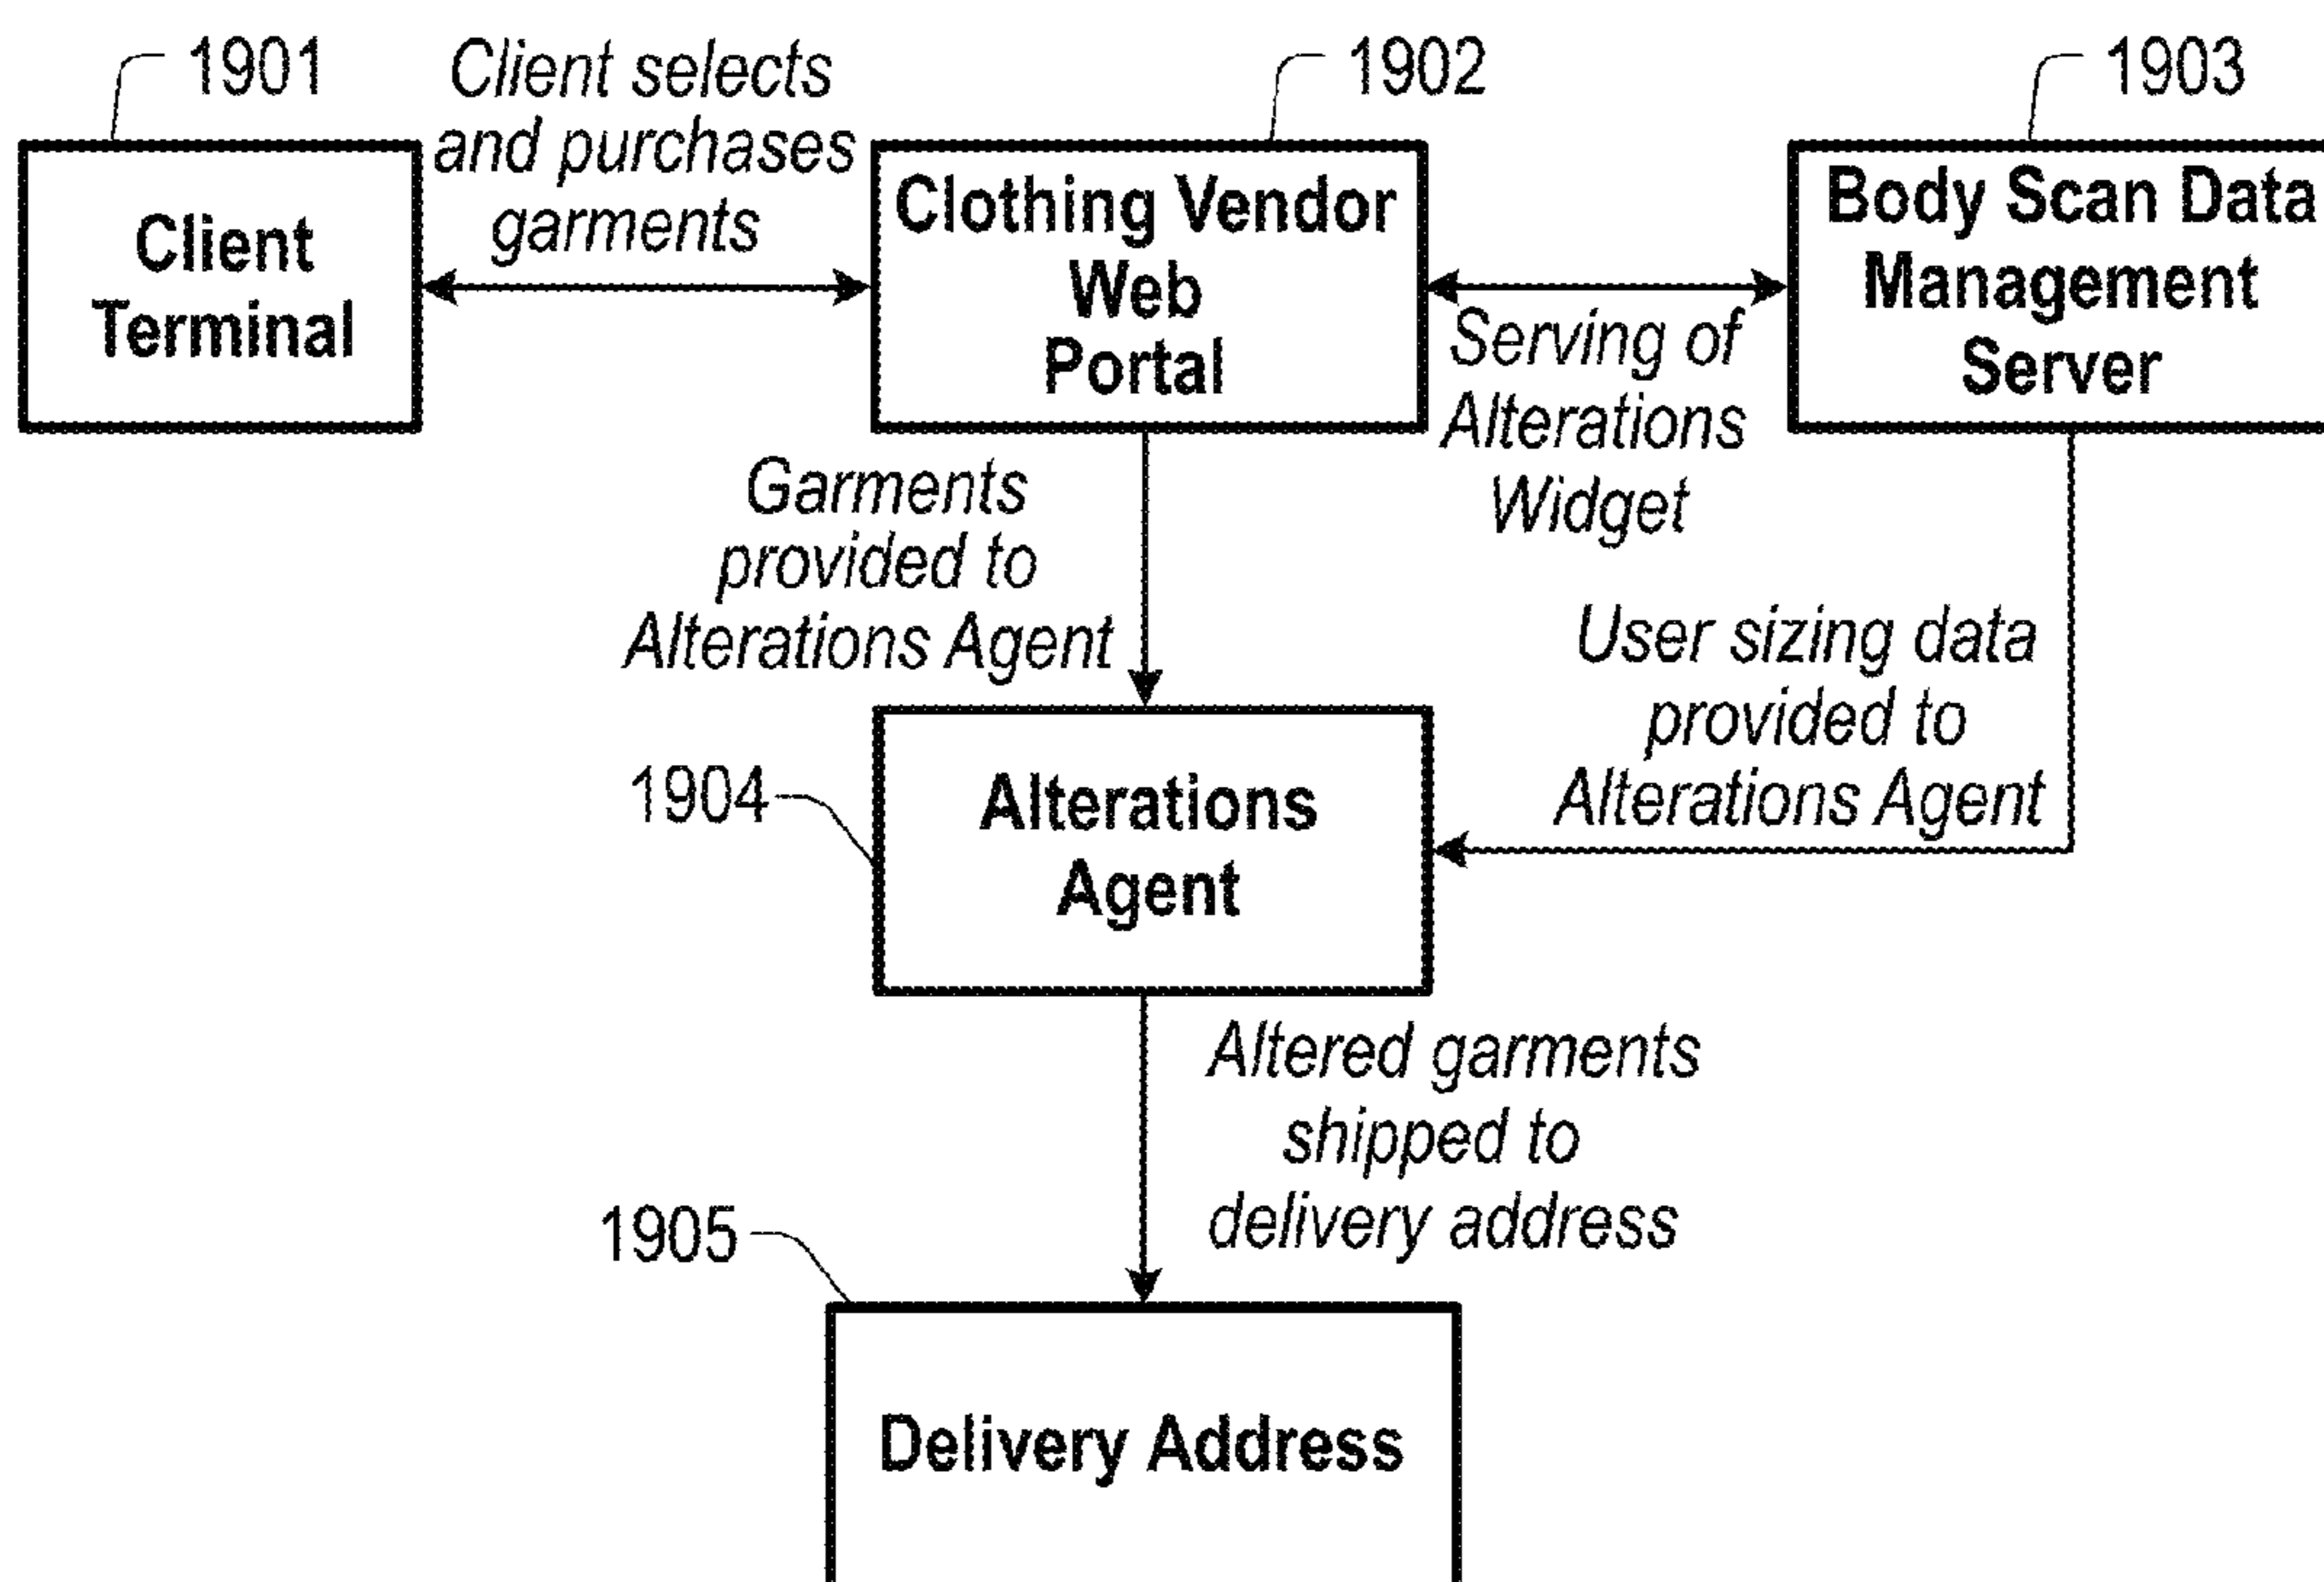 1901
Client selects
and purchases
garments
1902
1903
Client
Terminal
Clothing Vendor
Web
Portal
Body Scan Data
Management
Server
Serving of
Alterations
Widget
Garments
provided to
Alterations Agent
User sizing data
provided to
Alterations Agent
1904
Alterations
Agent
Altered garments
shipped to
delivery address
1905
Delivery Address